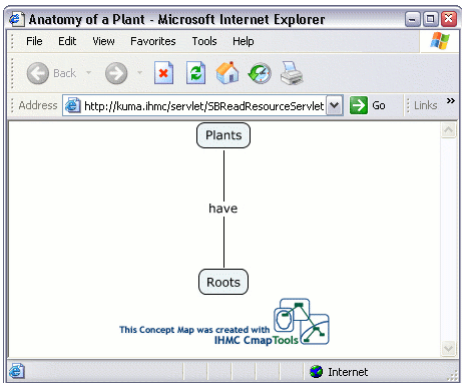 Anatomy of a Plant - Microsoft Internet Explorer
File Edit View Favorites Tools Help
Back
Address http://kuma.ihmc/servlet/SBReadResourceServlet Go Links »
Plants
have
Roots
This Concept Map was created with
IHMC CmapTools
Internet